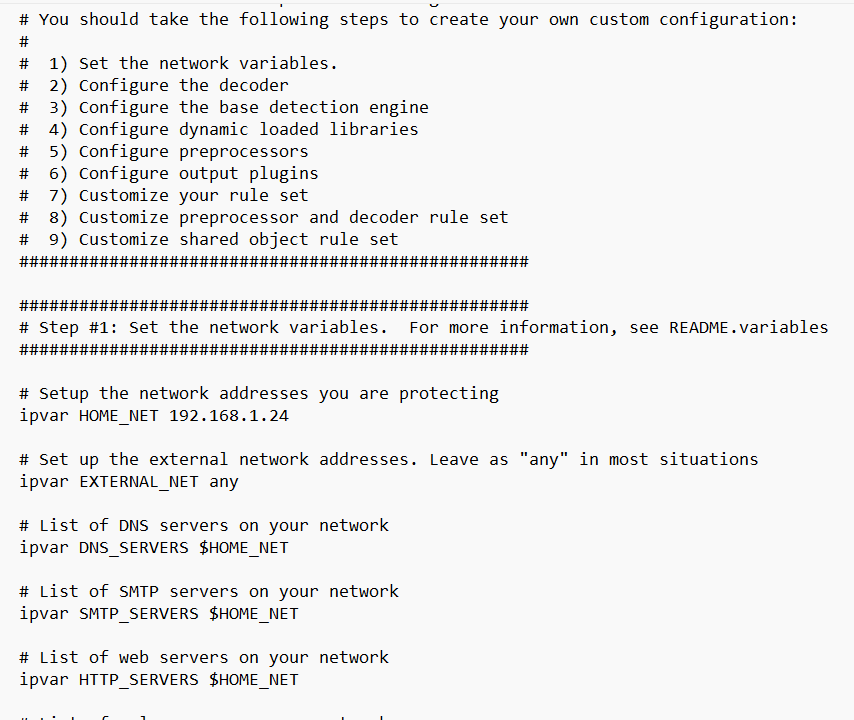 # You should take the following steps to create your own custom configuration:
#
#  1) Set the network variables.
#  2) Configure the decoder
#  3) Configure the base detection engine
#  4) Configure dynamic loaded libraries
#  5) Configure preprocessors
#  6) Configure output plugins
#  7) Customize your rule set
#  8) Customize preprocessor and decoder rule set
#  9) Customize shared object rule set
###################################################

###################################################
# Step #1: Set the network variables.  For more information, see README.variables
###################################################

# Setup the network addresses you are protecting
ipvar HOME_NET 192.168.1.24

# Set up the external network addresses. Leave as "any" in most situations
ipvar EXTERNAL_NET any

# List of DNS servers on your network
ipvar DNS_SERVERS $HOME_NET

# List of SMTP servers on your network
ipvar SMTP_SERVERS $HOME_NET

# List of web servers on your network
ipvar HTTP_SERVERS $HOME_NET